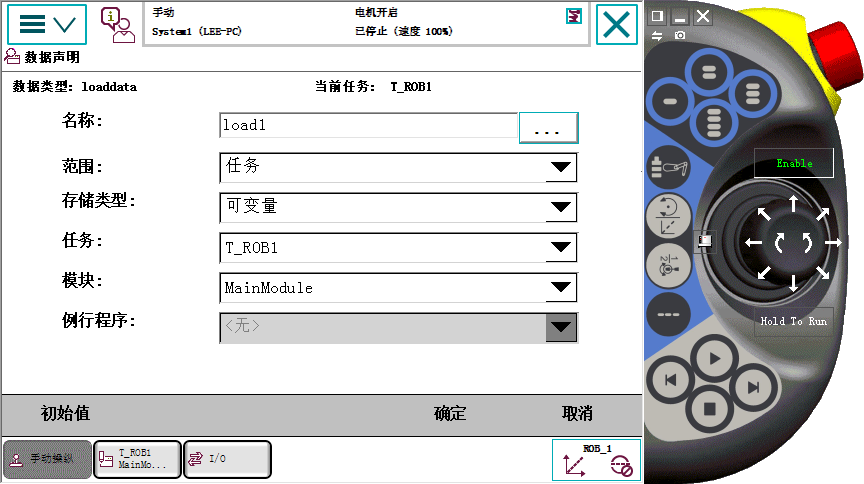 手动
电机开启
System1 (LEE-PC)
已停止 (速度 100%)
数据声明
数据类型: loaddata
当前任务: T_ROB1
名称:
load1
...
范围:
任务
存储类型:
可变量
任务:
T_ROB1
模块:
MainModule
例行程序:
<无>
初始值
确定
取消
手动操纵
T_ROB1
MainMo...
I/O
ROB_1
Enable
Hold To Run